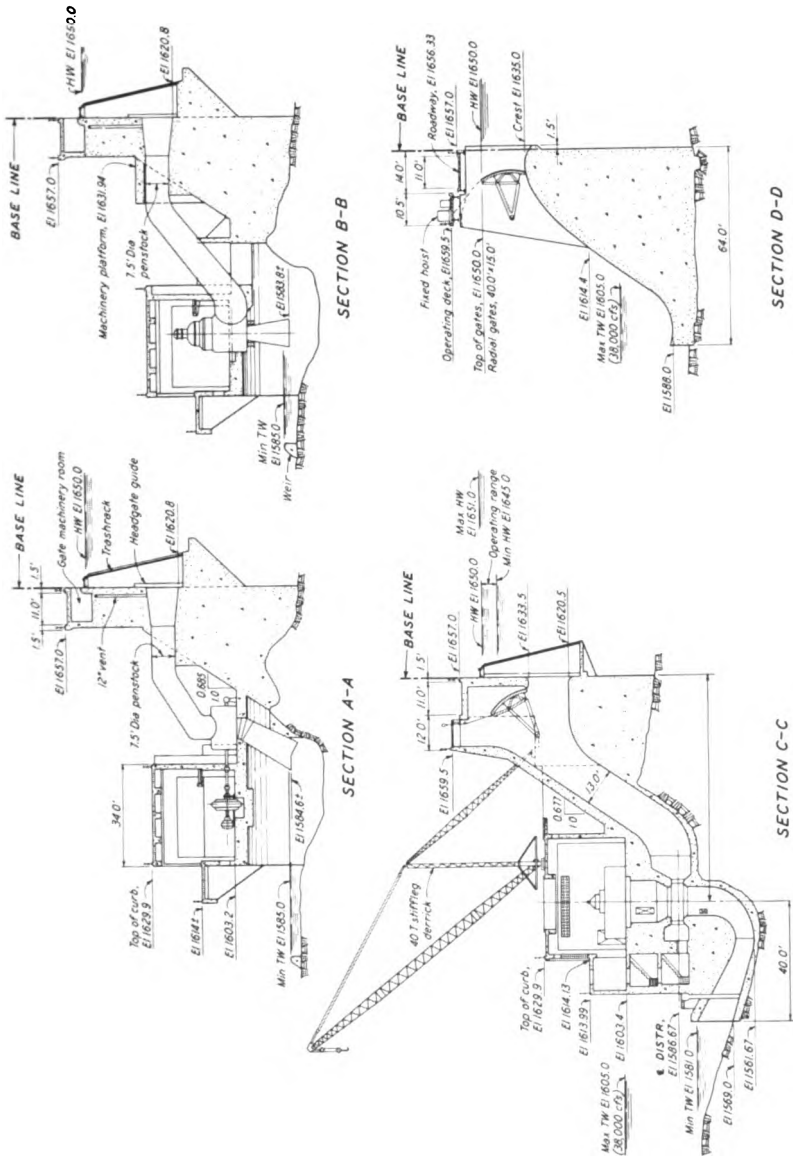 BASE LINE
1.5'
11.0'
1.5'
El 1657.0
Gate machinery room
HW El 1650.0
Trashrack
Headgate guide
El 1620.8
12" vent
7.5' Dia penstock
0.685
1.0
34.0'
Top of curb,
El 1629.9
El 1614±
El 1603.2
Min TW El 1585.0
El 1584.6±
SECTION A-A
BASE LINE
HW El 1650.0
El 1657.0
El 1620.8
Machinery platform, El 1631.94
7.5' Dia
penstock
Min TW
El 1585.0
El 1583.8±
Weir
SECTION B-B
BASE LINE
Max HW
El 1651.0
HW El 1650.0
Operating range
Min HW El 1645.0
1.5'
11.0'
12.0'
El 1657.0
El 1659.5
El 1633.5
El 1620.5
13.0'
0.677
1.0
40 T stiffleg
derrick
Top of curb,
El 1629.9
El 1614.13
El 1613.99
El 1603.4
Max TW El 1605.0
(38,000 cfs)
℄ DISTR.
El 1586.67
Min TW El 1581.0
El 1569.0
El 1561.67
40.0'
SECTION C-C
BASE LINE
14.0'
11.0'
10.5'
Roadway, El 1656.33
El 1657.0
HW El 1650.0
Crest El 1635.0
1.5'
Fixed hoist
Operating deck, El 1659.5
Top of gates, El 1650.0
Radial gates, 40.0'×15.0'
El 1614.4
Max TW El 1605.0
(38,000 cfs)
El 1588.0
64.0'
SECTION D-D